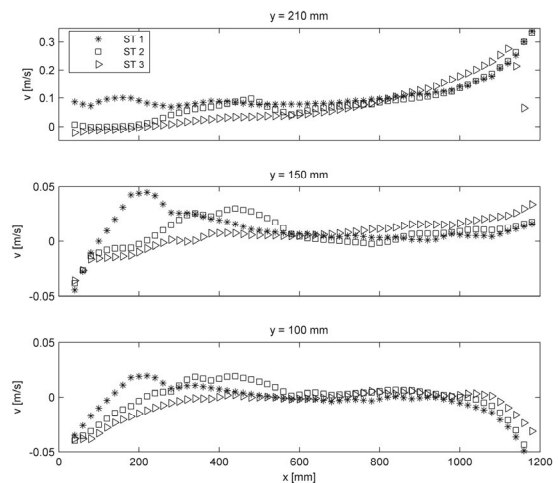 y = 210 mm
ST 1
ST 2
ST 3
0.3
0.2
0.1
0
v [m/s]
y = 150 mm
0.05
0
-0.05
v [m/s]
y = 100 mm
0.05
0
-0.05
v [m/s]
0 200 400 600 800 1000 1200
x [mm]